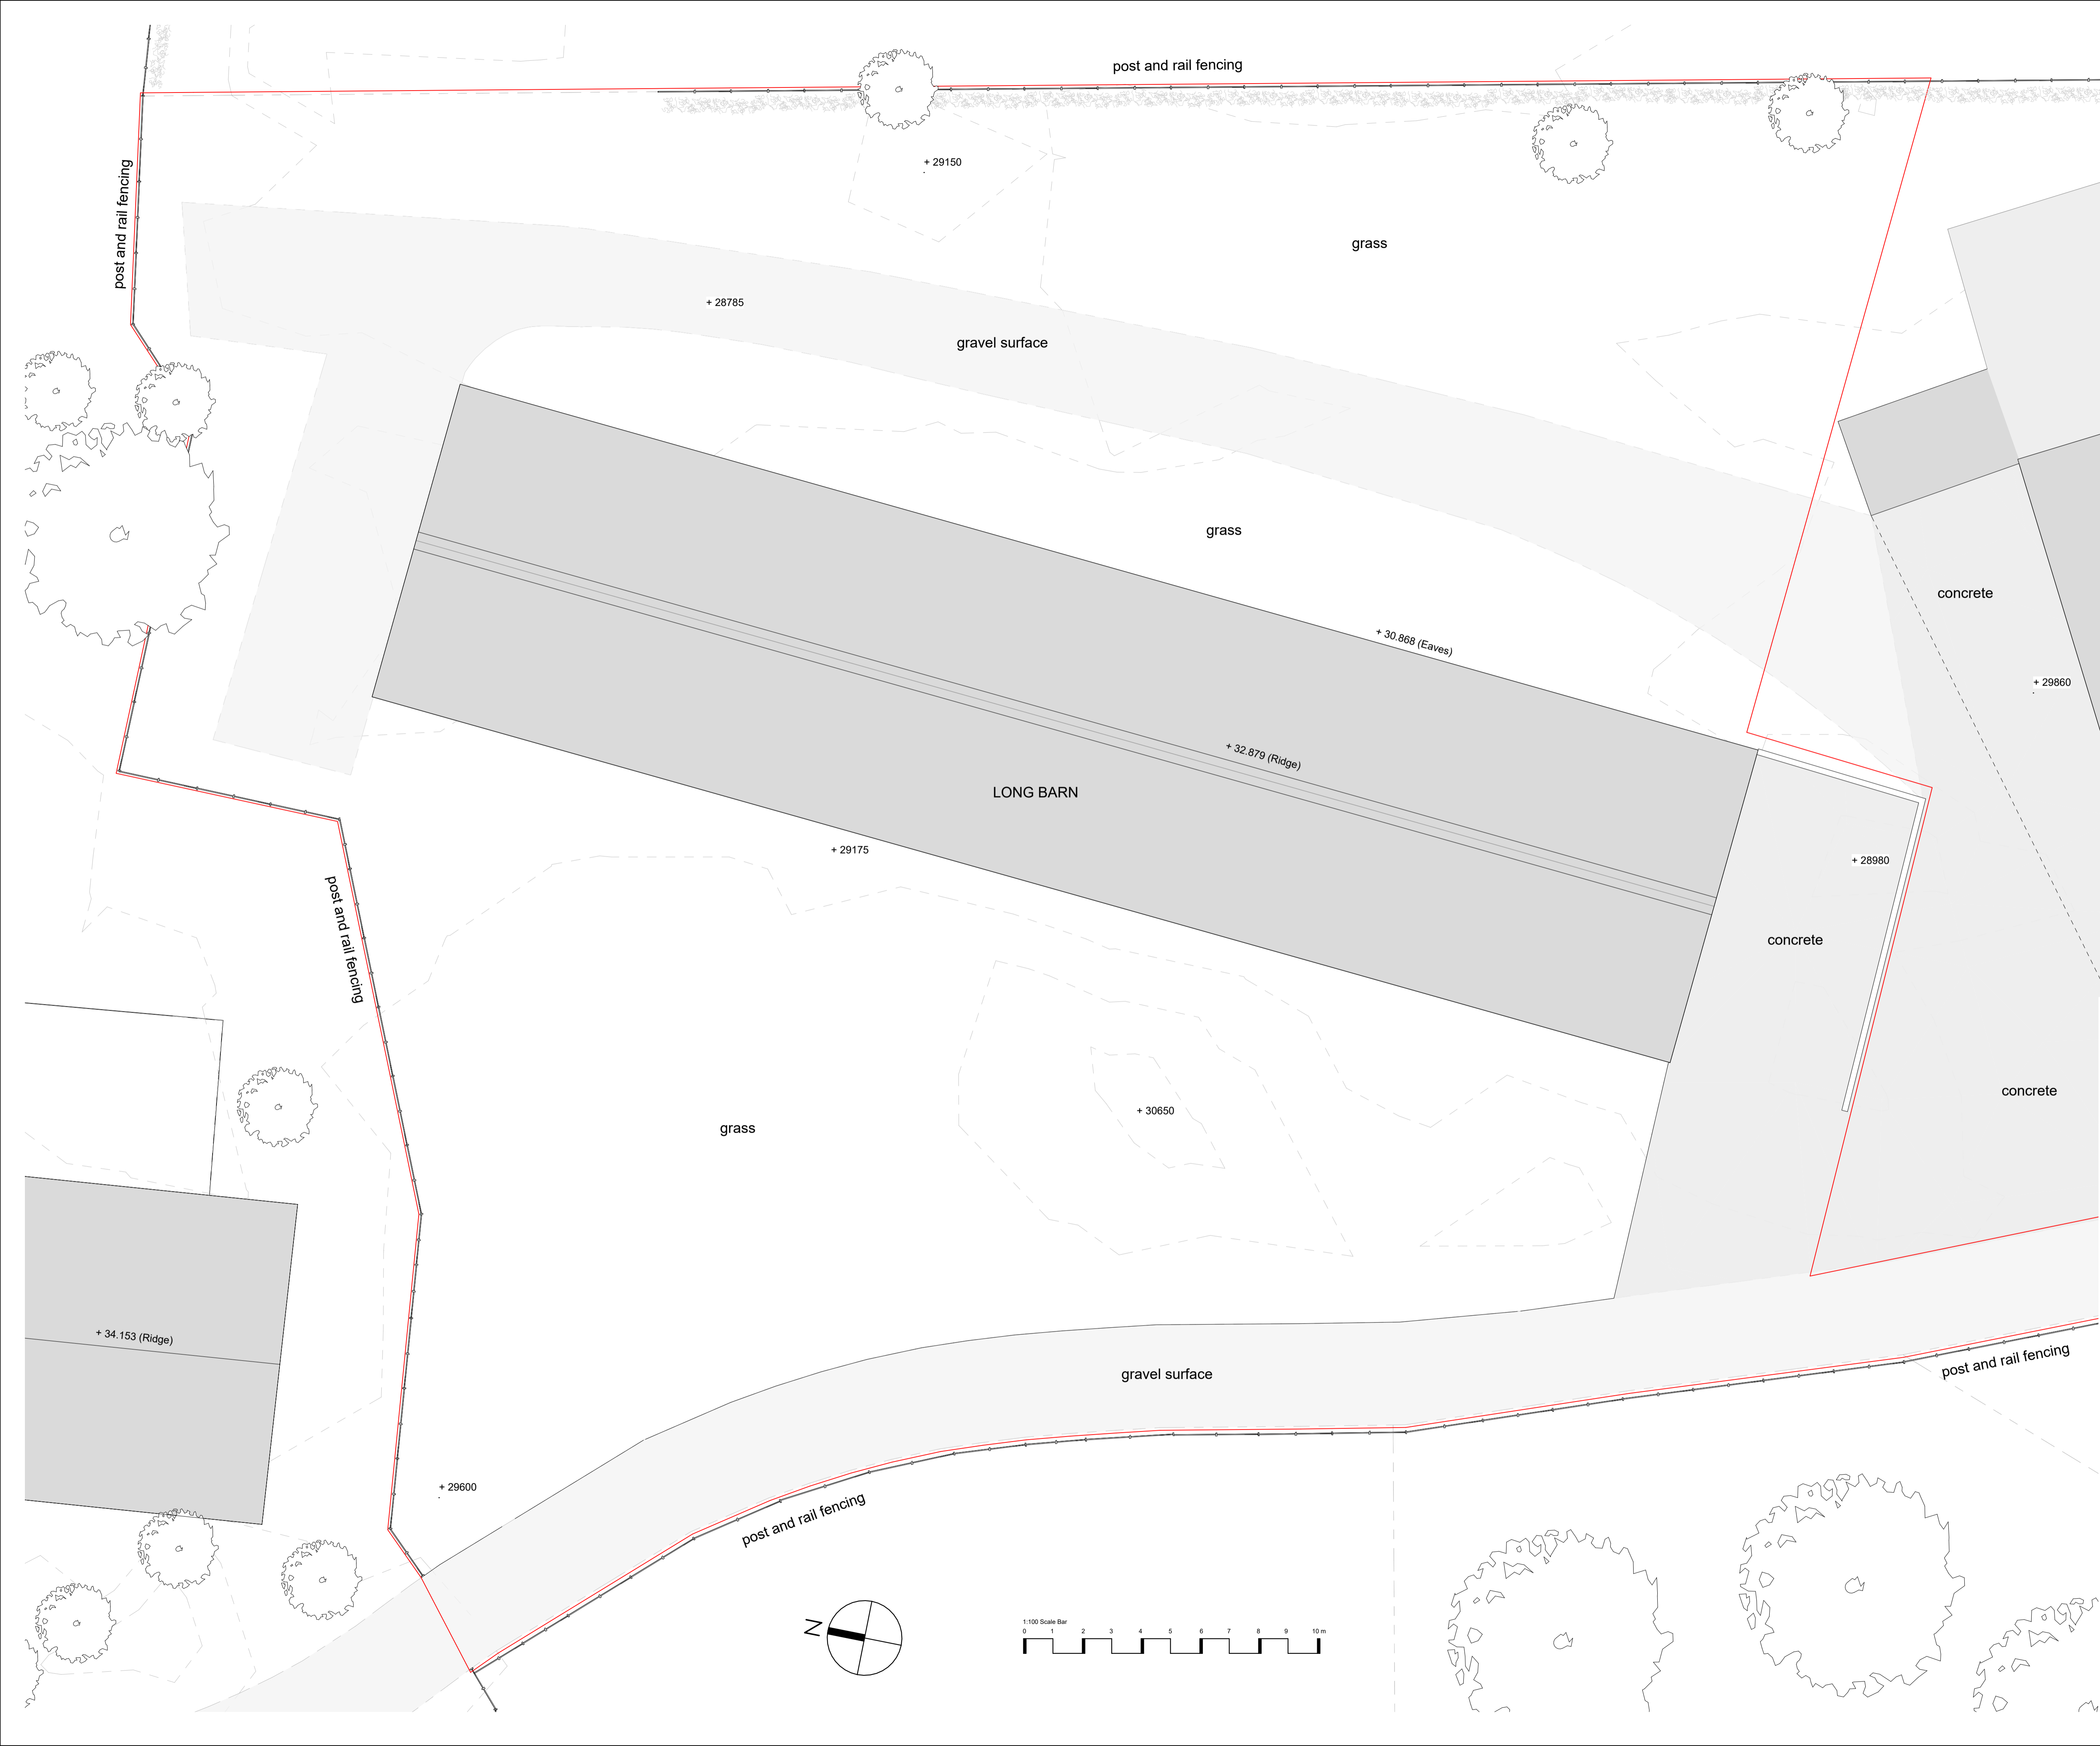 post and rail fencing
+ 29150
post and rail fencing
grass
+ 28785
gravel surface
grass
concrete
+ 30.868 (Eaves)
+ 29860
+ 32.879 (Ridge)
LONG BARN
+ 29175
+ 28980
post and rail fencing
concrete
concrete
+ 30650
grass
+ 34.153 (Ridge)
gravel surface
post and rail fencing
+ 29600
post and rail fencing
N
1:100 Scale Bar
0 1 2 3 4 5 6 7 8 9 10 m